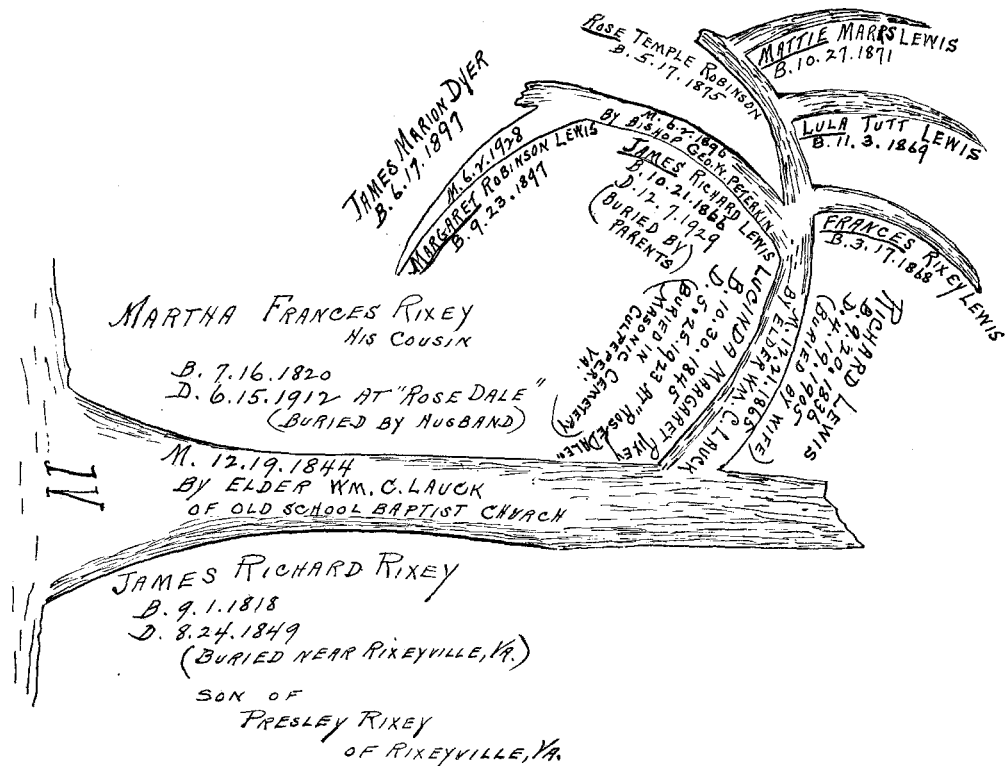 ROSE TEMPLE ROBINSON
B. 5. 17. 1875
MATTIE MARRS LEWIS
B. 10. 27. 1871
LULA TUTT LEWIS
B. 11. 3. 1869
FRANCES RIXEY LEWIS
B. 3. 17. 1868
JAMES MARION DYER
B. 6. 17. 1897
M. 6. 2. 1928
MARGARET ROBINSON LEWIS
B. 9. 23. 1897
M. 6. 2. 1896
BY BISHOP GEO. W. PETERKIN
JAMES RICHARD LEWIS
B. 10. 21. 1866
D. 12. 7. 1929
(BURIED BY
PARENTS)
LUCINDA MARGARET RIXEY
B. 10. 30. 1845
D. 5. 25. 1923 AT "ROSEDALE"
(BURIED IN
MASONIC CEMETERY
CULPEPER,
VA.)
M. 12. 21. 1865
BY ELDER WM. C. LAUCK
RICHARD LEWIS
B. 9. 20. 1836
D. 4. 19. 1905
(BURIED BY WIFE)
MARTHA FRANCES RIXEY
HIS COUSIN
B. 7. 16. 1820
D. 6. 15. 1912 AT "ROSE DALE"
(BURIED BY HUSBAND)
VI
M. 12. 19. 1844
BY ELDER WM. C. LAUCK
OF OLD SCHOOL BAPTIST CHURCH
JAMES RICHARD RIXEY
B. 9. 1. 1818
D. 8. 24. 1849
(BURIED NEAR RIXEYVILLE, VA.)
SON OF
PRESLEY RIXEY
OF RIXEYVILLE, VA.